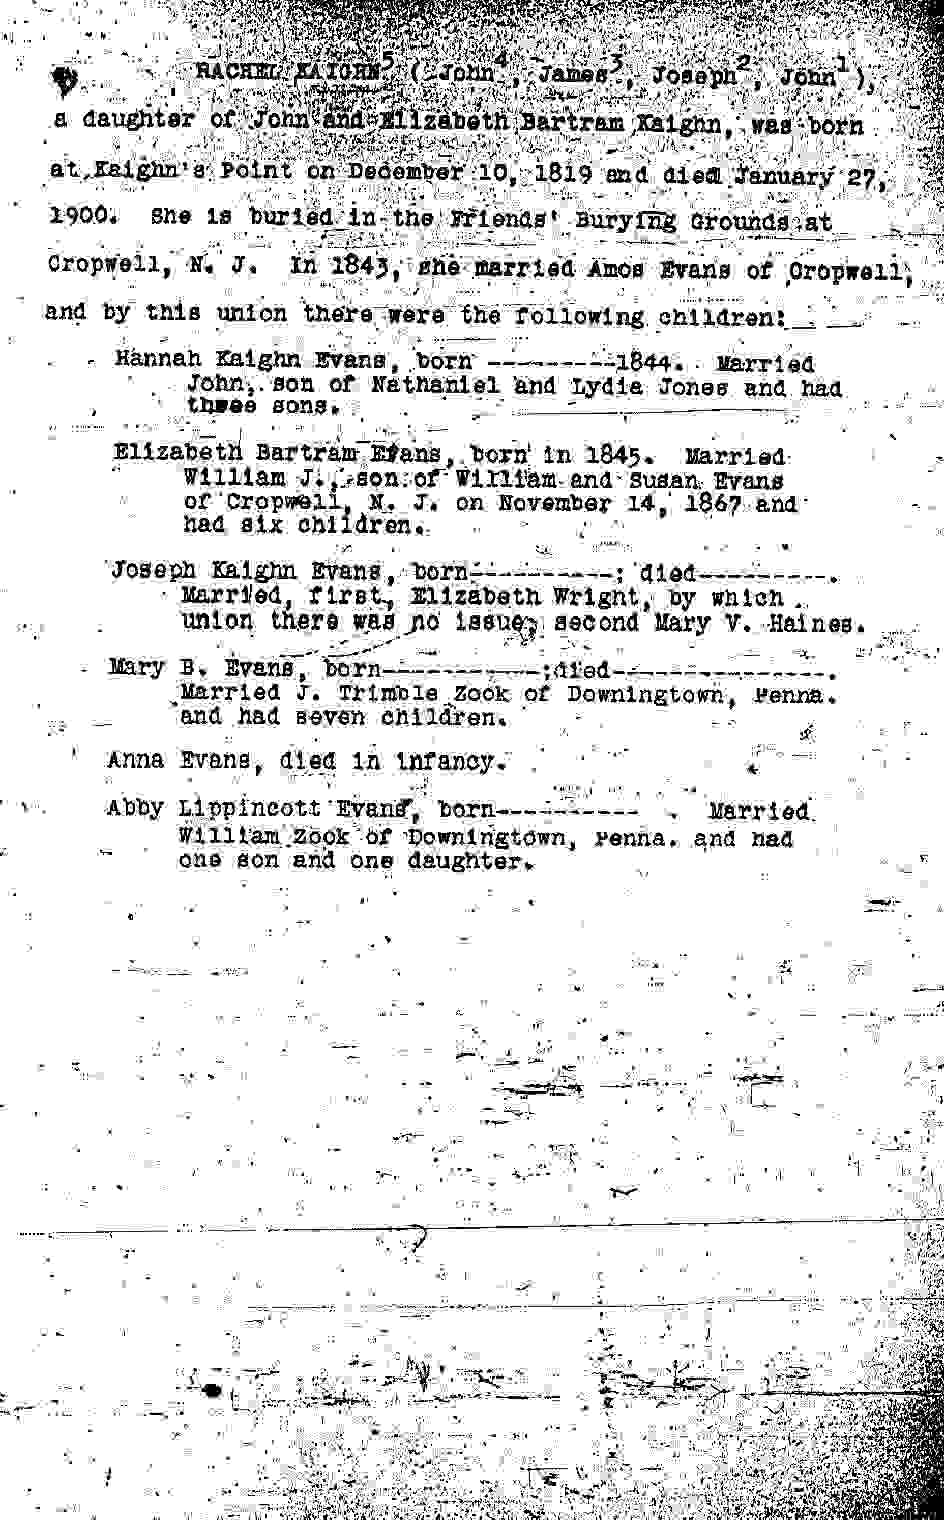 RACHEL KAIGHN5 ( John4, James3, Joseph2, John1),
a daughter of John and Elizabeth Bartram Kaighn, was born
at Kaighn's Point on December 10, 1819 and died January 27,
1900. She is buried in the Friends' Burying Grounds at
Cropwell, N. J. In 1843, she married Amos Evans of Cropwell,
and by this union there were the following children:
Hannah Kaighn Evans, born ----------1844. Married
John, son of Nathaniel and Lydia Jones and had
three sons.
Elizabeth Bartram Evans, born in 1845. Married
William J., son of William and Susan Evans
of Cropwell, N. J. on November 14, 1867 and
had six children.
Joseph Kaighn Evans, born----------; died----------.
Married, first, Elizabeth Wright, by which
union there was no issue; second Mary V. Haines.
Mary B. Evans, born-----------;died----------------.
Married J. Trimble Zook of Downingtown, Penna.
and had seven children.
Anna Evans, died in infancy.
Abby Lippincott Evans, born---------- . Married
William Zook of Downingtown, Penna. and had
one son and one daughter.